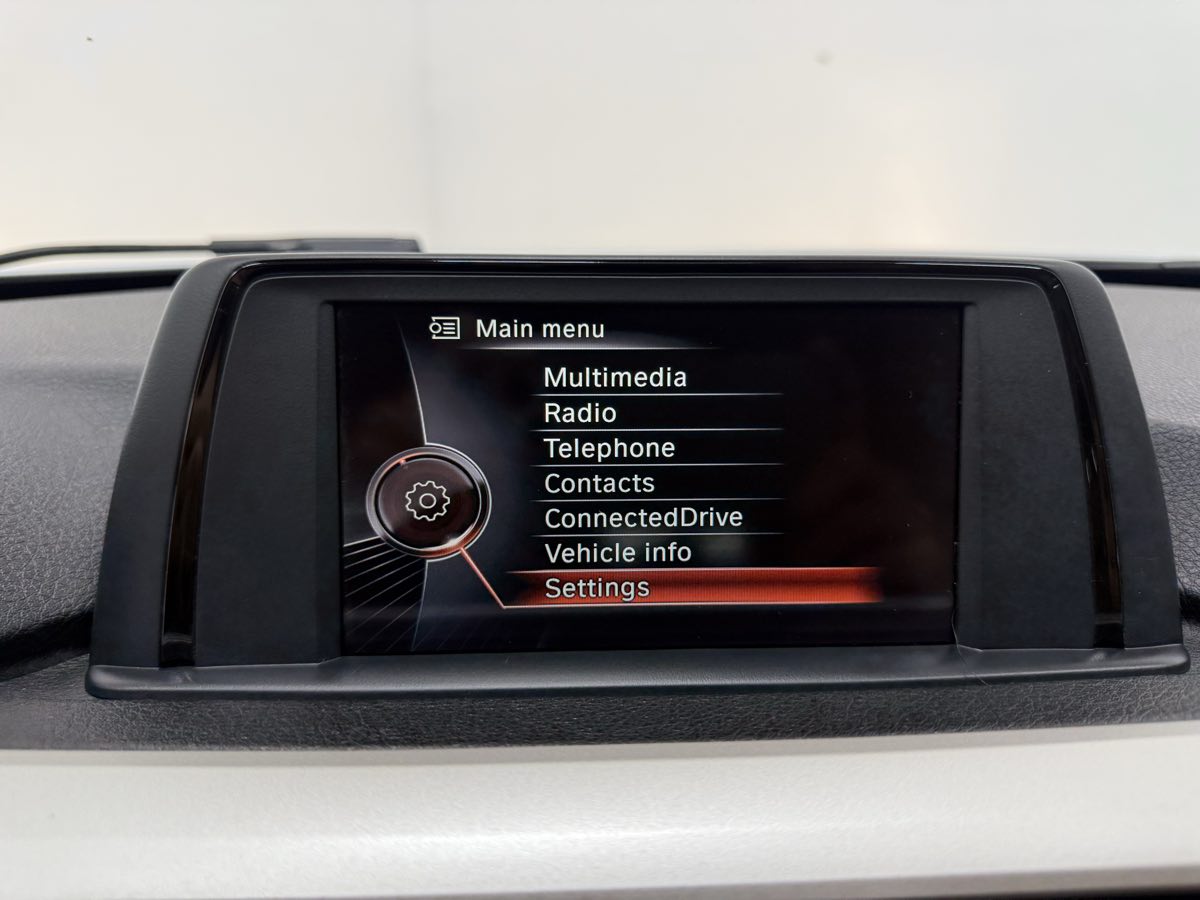 Main menu
Multimedia
Radio
Telephone
Contacts
ConnectedDrive
Vehicle info
Settings